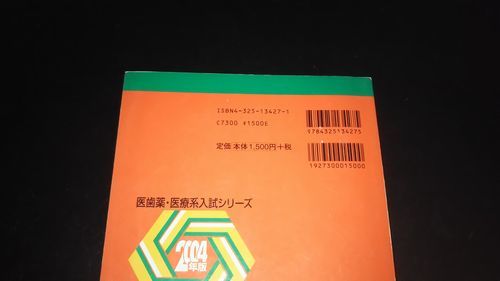 ISBN4-325-13427-1
C7300 ¥1500E
9784325134275
定価 本体1,500円+税
1927300015000
医歯薬・医療系入試シリーズ
2004
年版